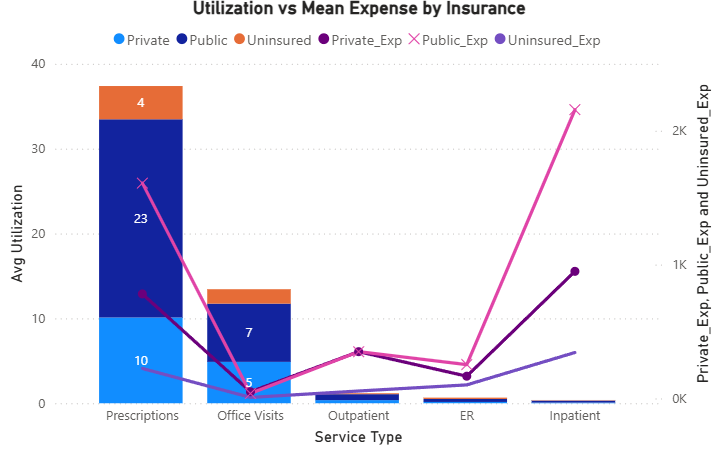 Utilization vs Mean Expense by Insurance
Private Public Uninsured Private_Exp Public_Exp Uninsured_Exp
40
30
20
10
0
Avg Utilization
4
23
10
7
5
2K
1K
0K
Private_Exp, Public_Exp and Uninsured_Exp
Prescriptions Office Visits Outpatient ER Inpatient
Service Type